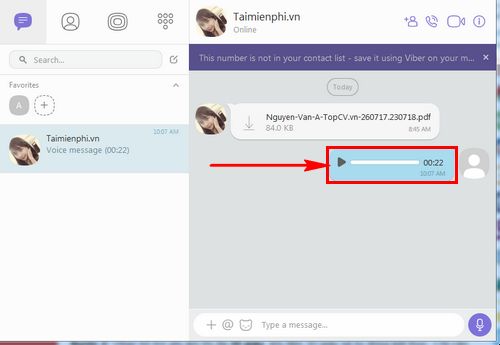 Search...
Favorites
A
Taimienphi.vn
10:07 AM
Voice message (00:22)
Taimienphi.vn
Online
This number is not in your contact list - save it using Viber on your m...
Today
Nguyen-Van-A-TopCV.vn-260717.230718.pdf
84.0 KB
8:45 AM
00:22
10:07 AM
Type a message...